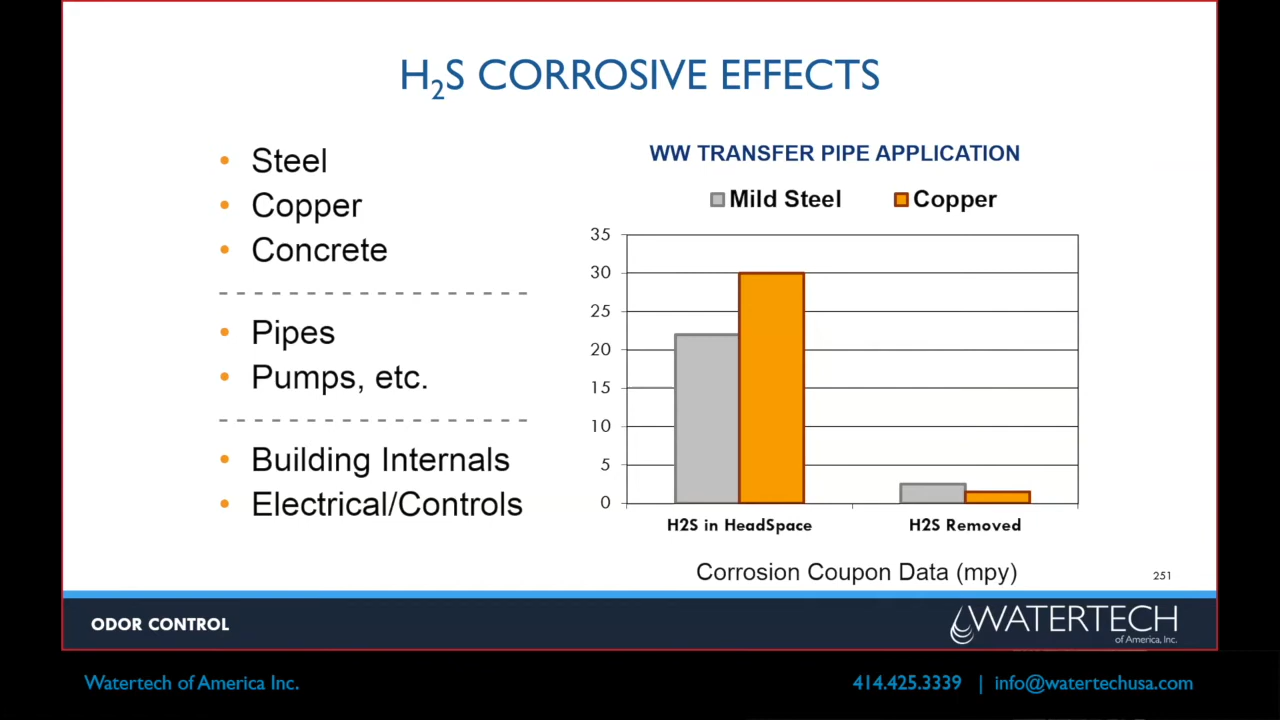 H₂S CORROSIVE EFFECTS
• Steel
• Copper
• Concrete
• Pipes
• Pumps, etc.
• Building Internals
• Electrical/Controls
WW TRANSFER PIPE APPLICATION
Mild Steel Copper
35
30
25
20
15
10
5
0
H2S in HeadSpace H2S Removed
Corrosion Coupon Data (mpy)
251
ODOR CONTROL
WATERTECH
of America, Inc.
Watertech of America Inc.
414.425.3339 | info@watertechusa.com